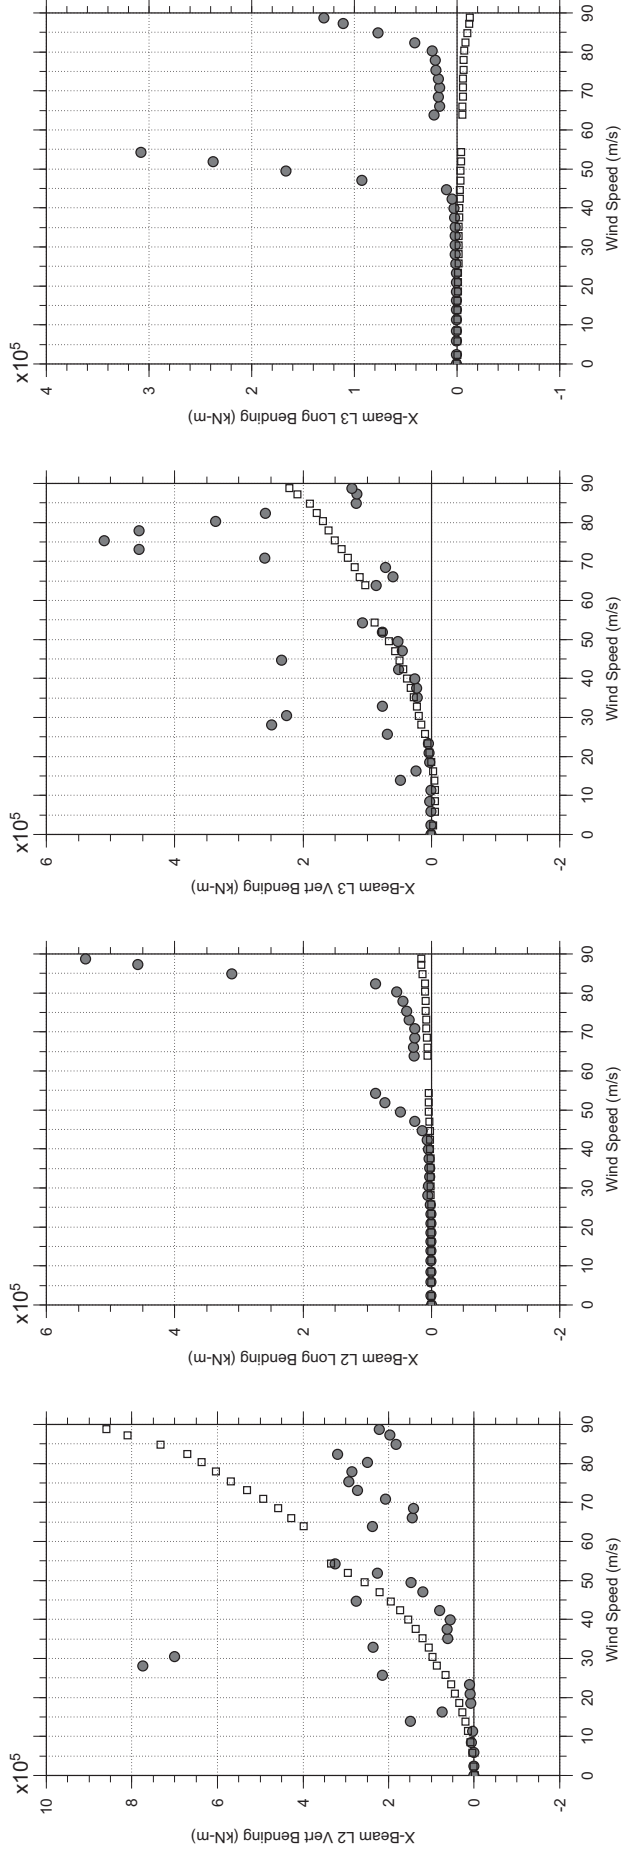 x10⁵
10
8
6
4
2
0
-2
X-Beam L2 Vert Bending (kN-m)
0 10 20 30 40 50 60 70 80 90
Wind Speed (m/s)
x10⁵
6
4
2
0
-2
X-Beam L2 Long Bending (kN-m)
0 10 20 30 40 50 60 70 80 90
Wind Speed (m/s)
x10⁵
6
4
2
0
-2
X-Beam L3 Vert Bending (kN-m)
0 10 20 30 40 50 60 70 80 90
Wind Speed (m/s)
x10⁵
4
3
2
1
0
-1
X-Beam L3 Long Bending (kN-m)
0 10 20 30 40 50 60 70 80 90
Wind Speed (m/s)